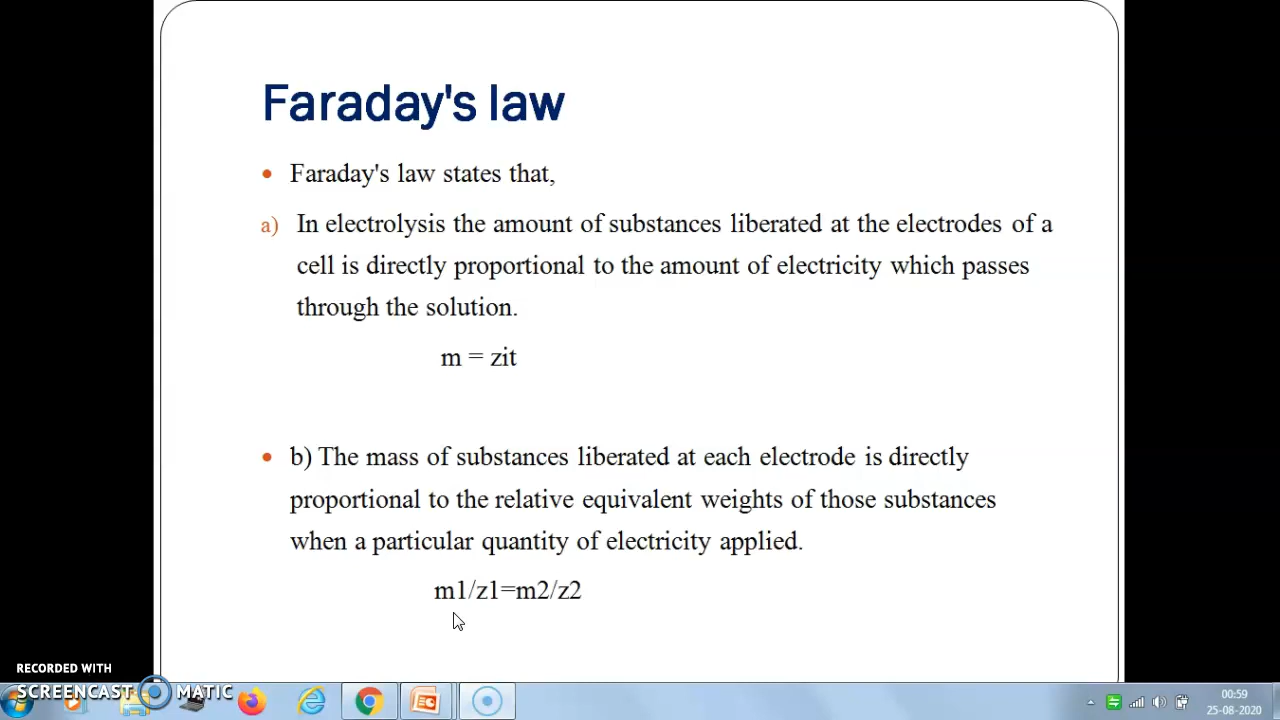 Faraday's law
• Faraday's law states that,
a) In electrolysis the amount of substances liberated at the electrodes of a
cell is directly proportional to the amount of electricity which passes
through the solution.
m = zit
• b) The mass of substances liberated at each electrode is directly
proportional to the relative equivalent weights of those substances
when a particular quantity of electricity applied.
m1/z1=m2/z2
RECORDED WITH
SCREENCAST MATIC
00:59
25-08-2020